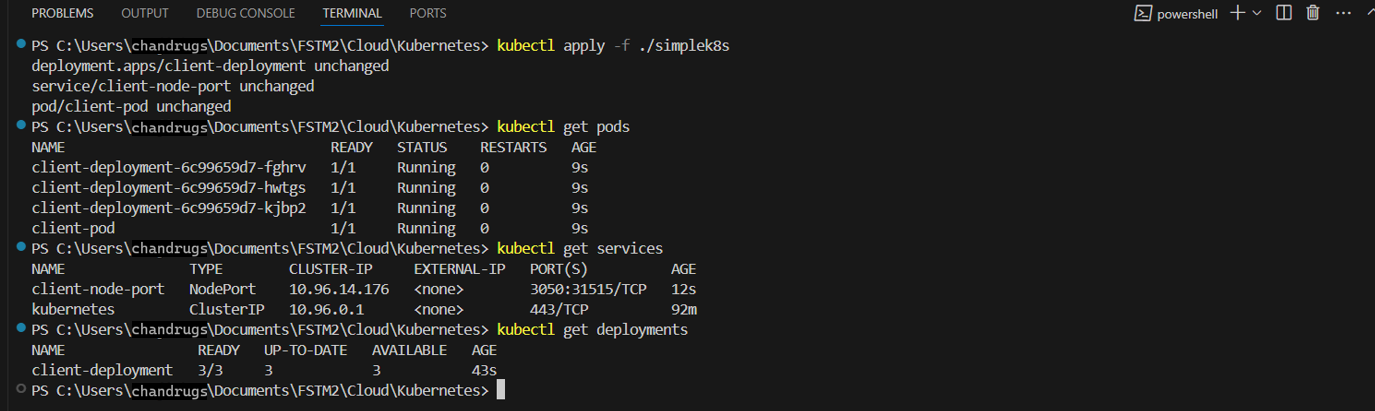 PROBLEMS OUTPUT DEBUG CONSOLE TERMINAL PORTS powershell
PS C:\Users\chandrugs\Documents\FSTM2\Cloud\Kubernetes> kubectl apply -f ./simplek8s
deployment.apps/client-deployment unchanged
service/client-node-port unchanged
pod/client-pod unchanged
PS C:\Users\chandrugs\Documents\FSTM2\Cloud\Kubernetes> kubectl get pods
NAME READY STATUS RESTARTS AGE
client-deployment-6c99659d7-fghrv 1/1 Running 0 9s
client-deployment-6c99659d7-hwtgs 1/1 Running 0 9s
client-deployment-6c99659d7-kjbp2 1/1 Running 0 9s
client-pod 1/1 Running 0 9s
PS C:\Users\chandrugs\Documents\FSTM2\Cloud\Kubernetes> kubectl get services
NAME TYPE CLUSTER-IP EXTERNAL-IP PORT(S) AGE
client-node-port NodePort 10.96.14.176 <none> 3050:31515/TCP 12s
kubernetes ClusterIP 10.96.0.1 <none> 443/TCP 92m
PS C:\Users\chandrugs\Documents\FSTM2\Cloud\Kubernetes> kubectl get deployments
NAME READY UP-TO-DATE AVAILABLE AGE
client-deployment 3/3 3 3 43s
PS C:\Users\chandrugs\Documents\FSTM2\Cloud\Kubernetes>